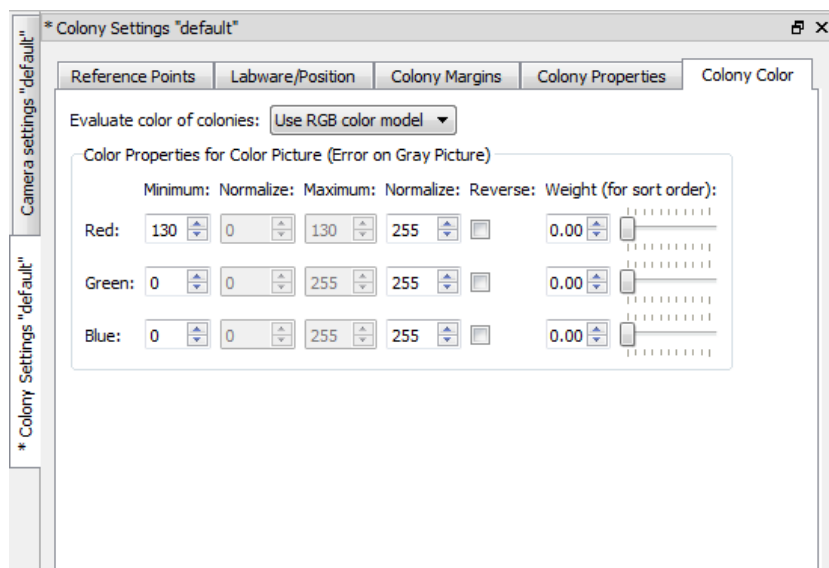 * Colony Settings "default"
Camera settings "default"
* Colony Settings "default"
Reference Points Labware/Position Colony Margins Colony Properties Colony Color
Evaluate color of colonies: Use RGB color model
Color Properties for Color Picture (Error on Gray Picture)
Minimum: Normalize: Maximum: Normalize: Reverse: Weight (for sort order):
Red: 130 0 130 255 0.00
Green: 0 0 255 255 0.00
Blue: 0 0 255 255 0.00